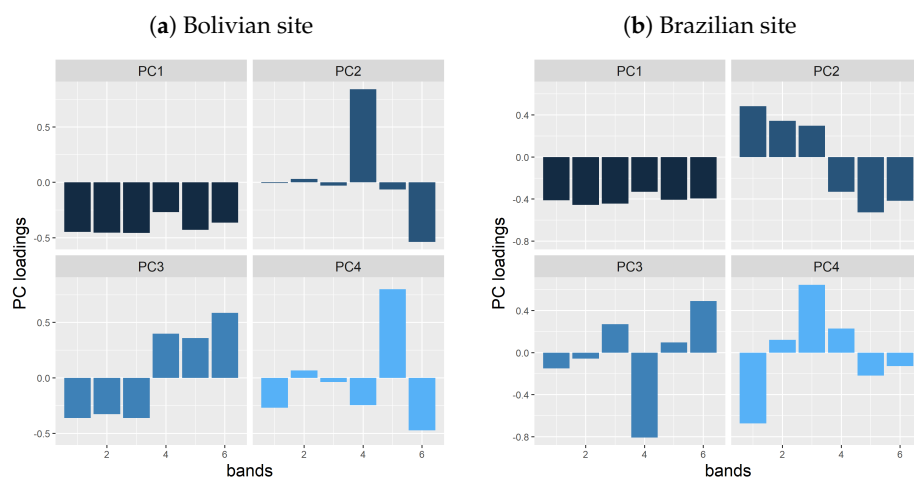 (a) Bolivian site
PC1 PC2
0.5
0.0
-0.5
PC3 PC4
0.5
0.0
-0.5
2 4 6 2 4 6
PC loadings
bands
(b) Brazilian site
PC1 PC2
0.4
0.0
-0.4
-0.8
PC3 PC4
0.4
0.0
-0.4
-0.8
2 4 6 2 4 6
PC loadings
bands